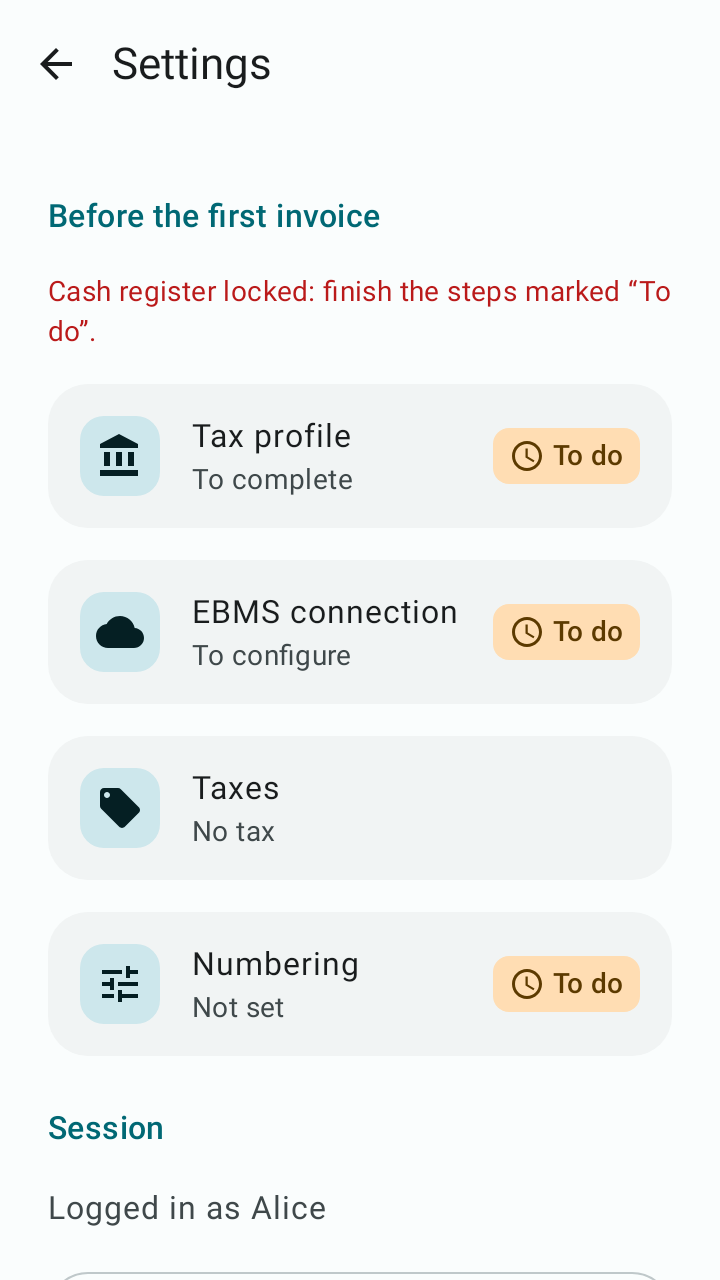 Settings
Before the first invoice
Cash register locked: finish the steps marked “To
do”.
Tax profile
To complete
To do
EBMS connection
To configure
To do
Taxes
No tax
Numbering
Not set
To do
Session
Logged in as Alice